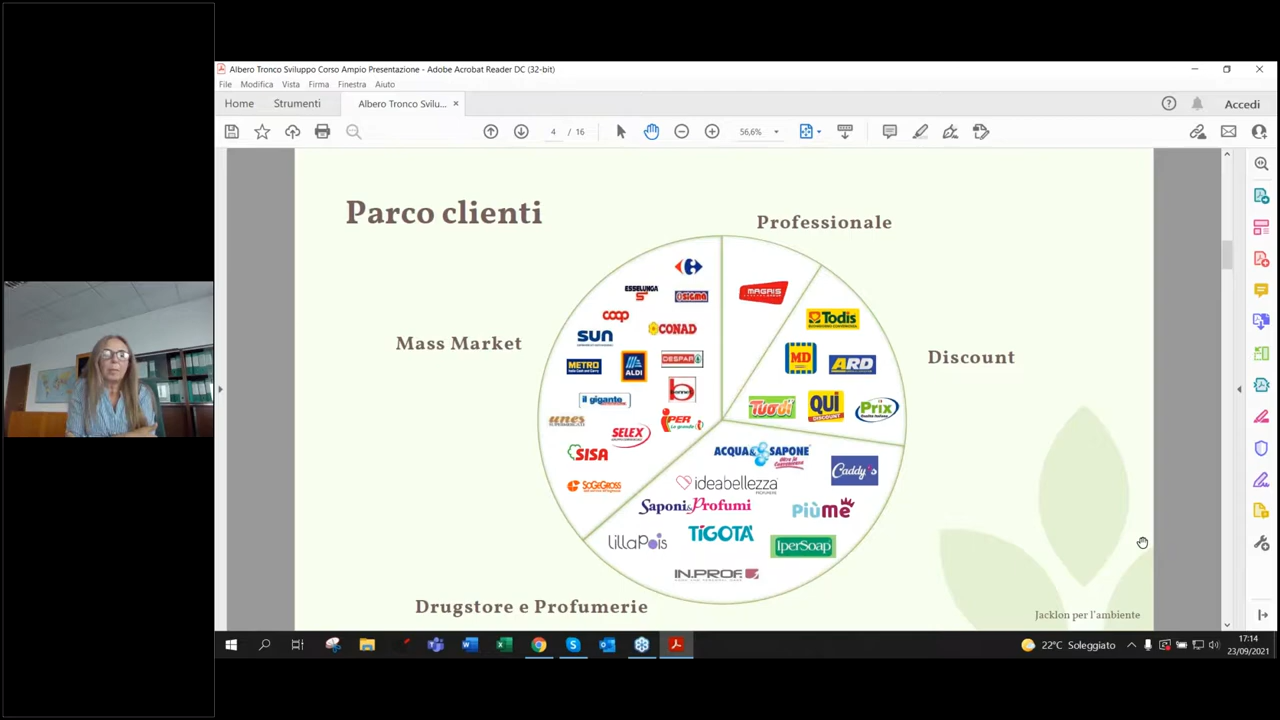 Albero Tronco Sviluppo Corso Ampio Presentazione - Adobe Acrobat Reader DC (32-bit)
File Modifica Vista Firma Finestra Aiuto
Home Strumenti Albero Tronco Svilu... × Accedi
4 / 16 56,6%
Parco clienti
Professionale
Mass Market
Discount
Drugstore e Profumerie
ESSELUNGA
SIGMA
coop
CONAD
SUN
METRO
ALDI
DESPAR
il gigante
unes
IPER
La grande i
SELEX
SISA
SOGEGROSS
MAGRIS
Todis
MD
ARD
Tuodì
QUI
DISCOUNT
Prix
ACQUA & SAPONE
Caddy's
ideabellezza
Saponi&Profumi
PiùMe
LillaPois
TIGOTÀ
IperSoap
IN.PROF.
Jacklon per l'ambiente
22°C Soleggiato
17:14
23/09/2021